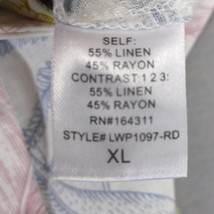 SELF:
55% LINEN
45% RAYON
CONTRAST 1 2 3:
55% LINEN
45% RAYON
RN#164311
STYLE# LWP1097-RD
XL